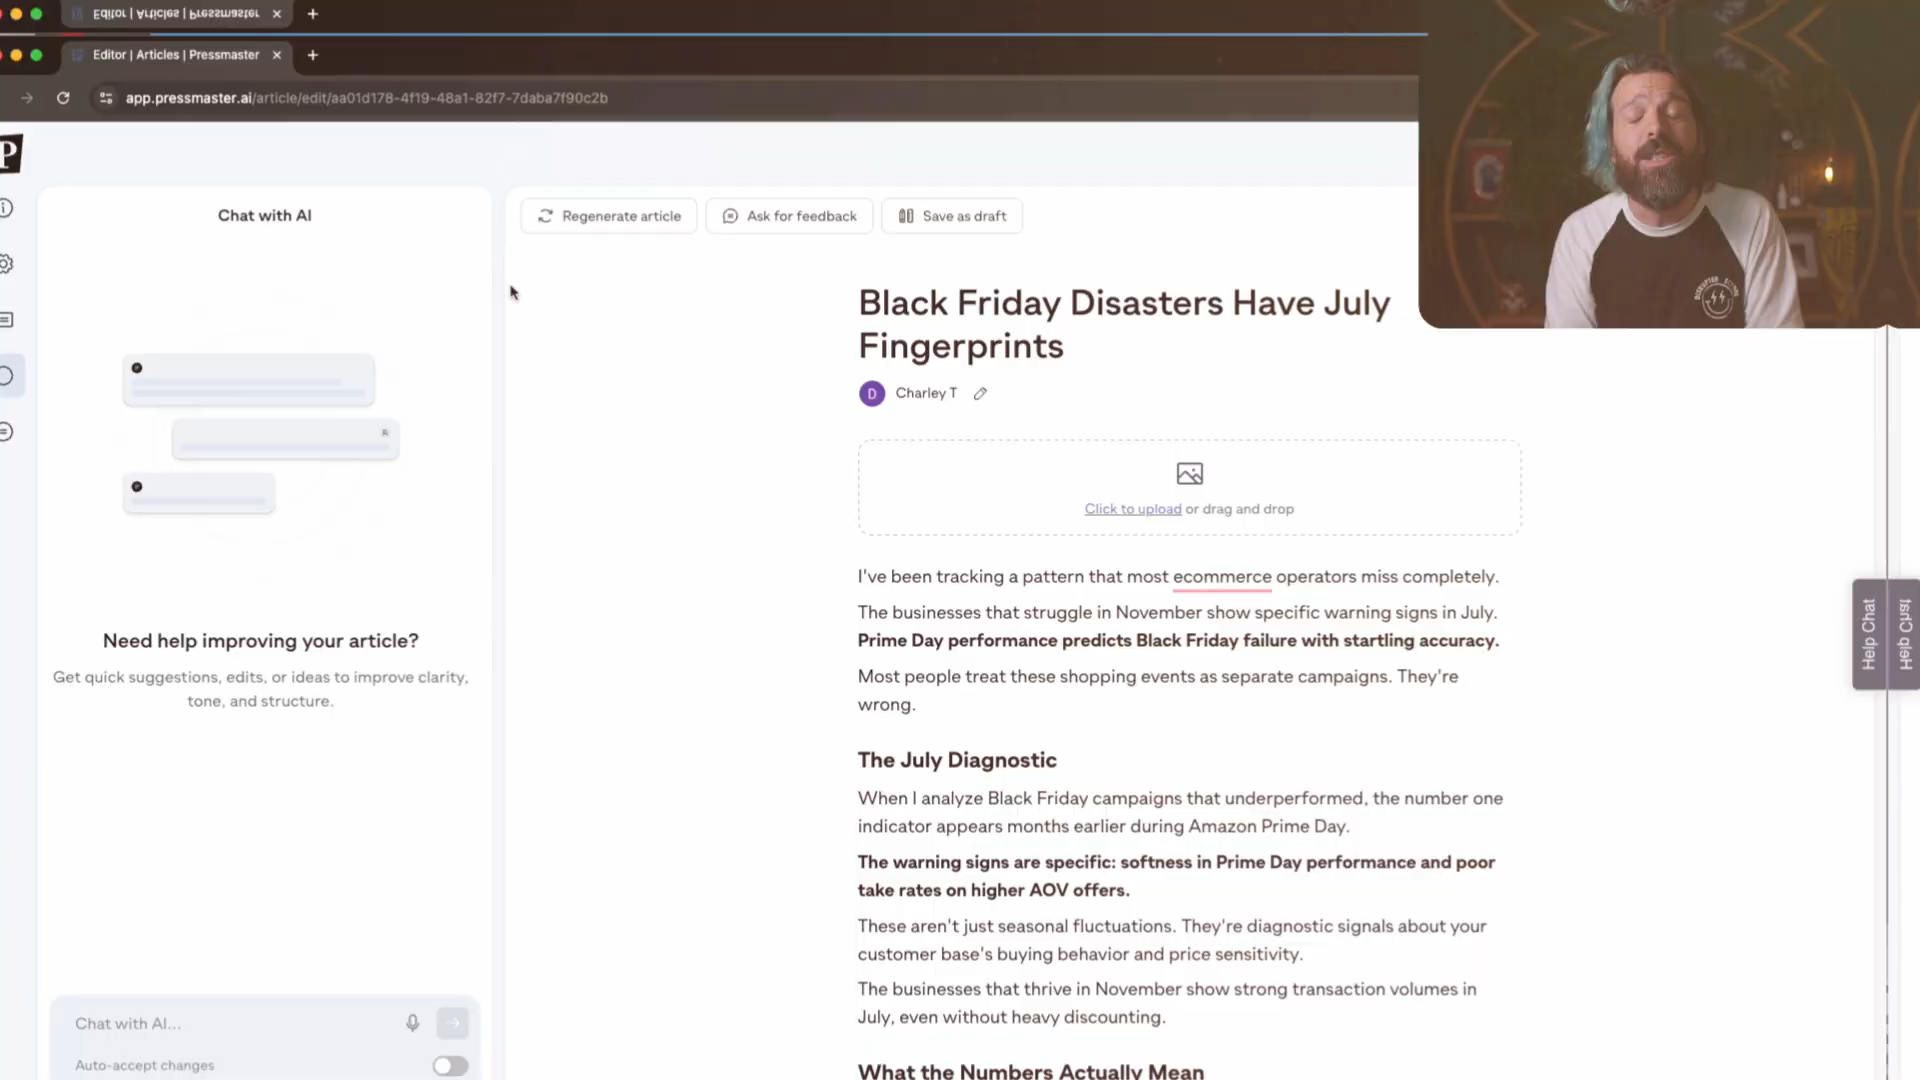 Editor | Articles | Pressmaster
Editor | Articles | Pressmaster
app.pressmaster.ai/article/edit/aa01d178-4f19-48a1-82f7-7daba7f90c2b
P
Chat with AI
Regenerate article
Ask for feedback
Save as draft
Black Friday Disasters Have July
Fingerprints
D
Charley T
Click to upload or drag and drop
I've been tracking a pattern that most ecommerce operators miss completely.
The businesses that struggle in November show specific warning signs in July.
Prime Day performance predicts Black Friday failure with startling accuracy.
Most people treat these shopping events as separate campaigns. They're
wrong.
The July Diagnostic
When I analyze Black Friday campaigns that underperformed, the number one
indicator appears months earlier during Amazon Prime Day.
The warning signs are specific: softness in Prime Day performance and poor
take rates on higher AOV offers.
These aren't just seasonal fluctuations. They're diagnostic signals about your
customer base's buying behavior and price sensitivity.
The businesses that thrive in November show strong transaction volumes in
July, even without heavy discounting.
What the Numbers Actually Mean
Need help improving your article?
Get quick suggestions, edits, or ideas to improve clarity,
tone, and structure.
Chat with AI...
Auto-accept changes
Help Chat
Help Chat